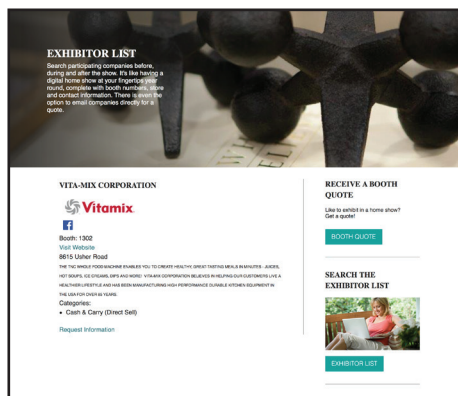 EXHIBITOR LIST
Search participating companies before,
during and after the show. It's like having a
digital home show at your fingertips year
round, complete with booth numbers, store
and contact information. There is even the
option to email companies directly for a
quote.
VITA-MIX CORPORATION
Vitamix.
Booth: 1302
Visit Website
8615 Usher Road
THE TNC WHOLE FOOD MACHINE ENABLES YOU TO CREATE HEALTHY, GREAT-TASTING MEALS IN MINUTES - JUICES,
HOT SOUPS, ICE CREAMS, DIPS AND MORE! VITA-MIX CORPORATION BELIEVES IN HELPING OUR CUSTOMERS LIVE A
HEALTHIER LIFESTYLE AND HAS BEEN MANUFACTURING HIGH PERFORMANCE DURABLE KITCHEN EQUIPMENT IN
THE USA FOR OVER 85 YEARS.
Categories:
• Cash & Carry (Direct Sell)
Request Information
RECEIVE A BOOTH
QUOTE
Like to exhibit in a home show?
Get a quote!
BOOTH QUOTE
SEARCH THE
EXHIBITOR LIST
EXHIBITOR LIST